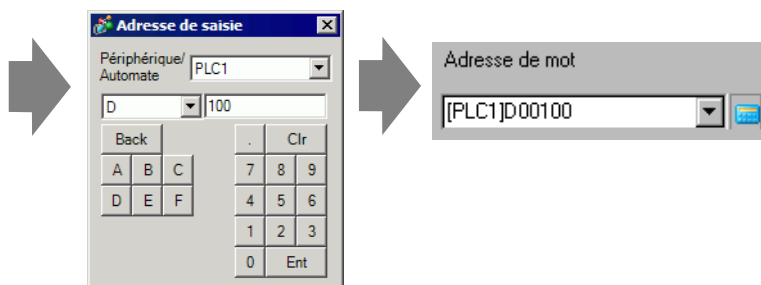 Adresse de saisie
Périphérique/
Automate
PLC1
D
100
Back
.
Clr
A
B
C
7
8
9
D
E
F
4
5
6
1
2
3
0
Ent
Adresse de mot
[PLC1]D00100